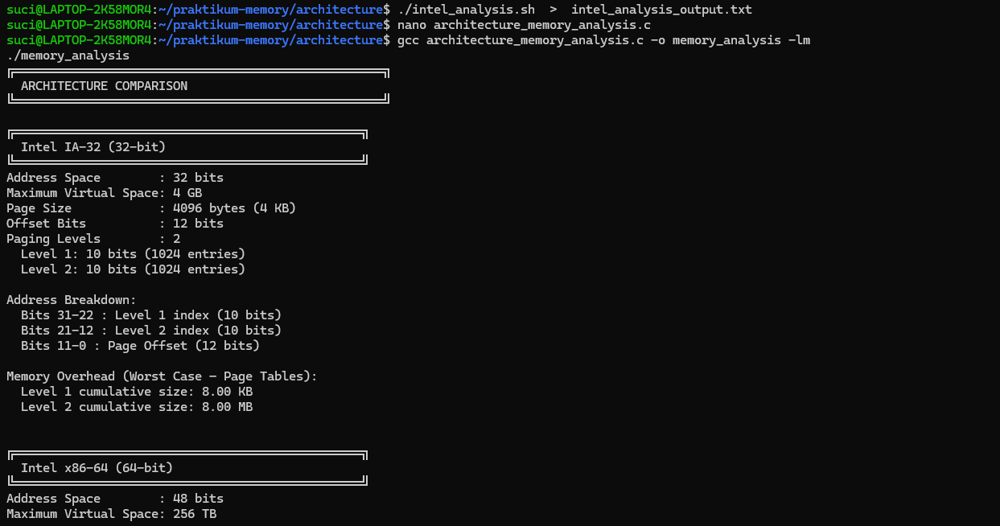 suci@LAPTOP-2K58MOR4:~/praktikum-memory/architecture$ ./intel_analysis.sh  >  intel_analysis_output.txt
suci@LAPTOP-2K58MOR4:~/praktikum-memory/architecture$ nano architecture_memory_analysis.c
suci@LAPTOP-2K58MOR4:~/praktikum-memory/architecture$ gcc architecture_memory_analysis.c -o memory_analysis -lm
./memory_analysis
ARCHITECTURE COMPARISON
Intel IA-32 (32-bit)
Address Space        : 32 bits
Maximum Virtual Space: 4 GB
Page Size            : 4096 bytes (4 KB)
Offset Bits          : 12 bits
Paging Levels        : 2
  Level 1: 10 bits (1024 entries)
  Level 2: 10 bits (1024 entries)
Address Breakdown:
  Bits 31-22 : Level 1 index (10 bits)
  Bits 21-12 : Level 2 index (10 bits)
  Bits 11-0 : Page Offset (12 bits)
Memory Overhead (Worst Case - Page Tables):
  Level 1 cumulative size: 8.00 KB
  Level 2 cumulative size: 8.00 MB
Intel x86-64 (64-bit)
Address Space        : 48 bits
Maximum Virtual Space: 256 TB